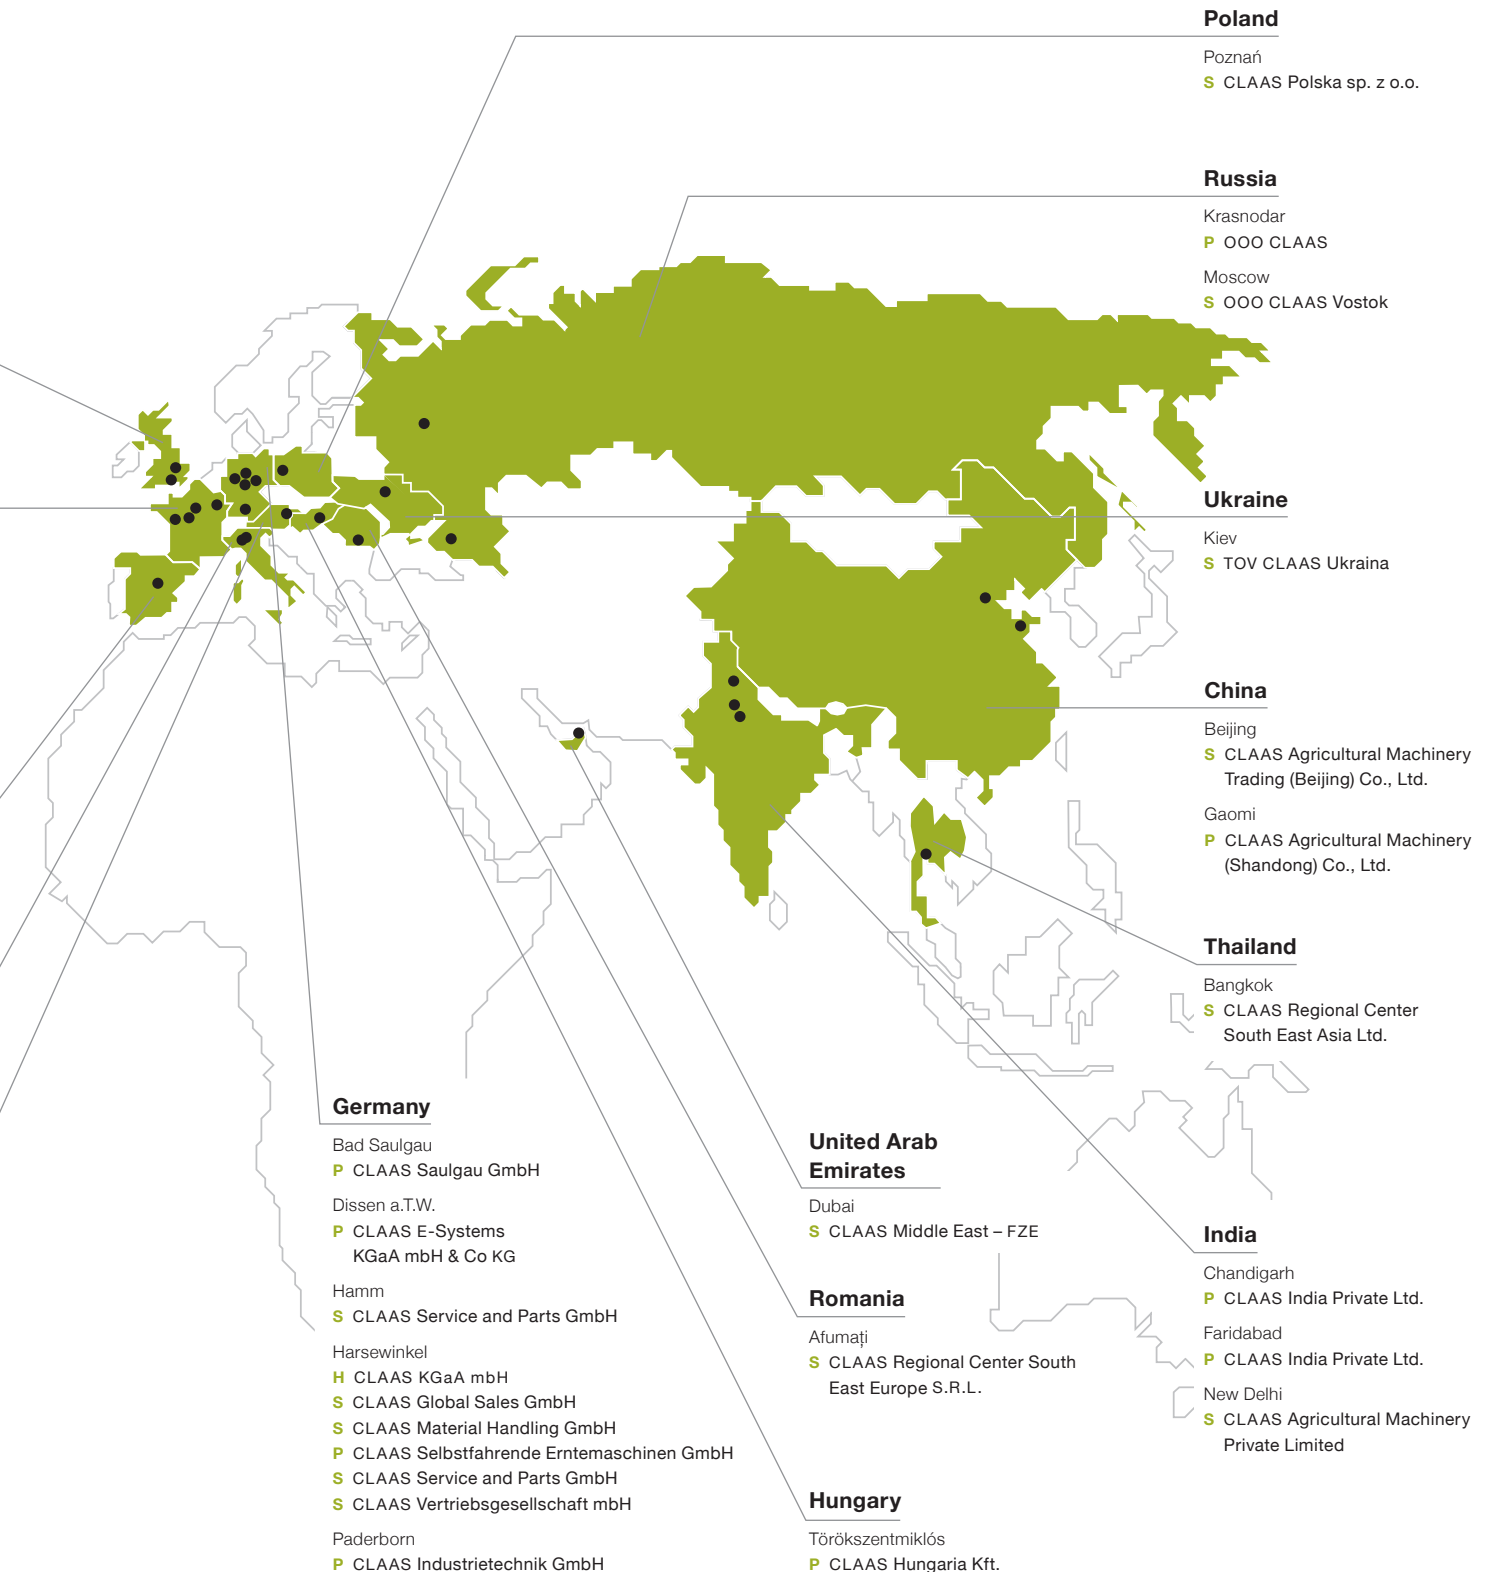 Poland
Poznań
S CLAAS Polska sp. z o.o.
Russia
Krasnodar
P OOO CLAAS
Moscow
S OOO CLAAS Vostok
Ukraine
Kiev
S TOV CLAAS Ukraina
China
Beijing
S CLAAS Agricultural Machinery
Trading (Beijing) Co., Ltd.
Gaomi
P CLAAS Agricultural Machinery
(Shandong) Co., Ltd.
Thailand
Bangkok
S CLAAS Regional Center
South East Asia Ltd.
Germany
Bad Saulgau
P CLAAS Saulgau GmbH
Dissen a.T.W.
P CLAAS E-Systems
KGaA mbH & Co KG
Hamm
S CLAAS Service and Parts GmbH
Harsewinkel
H CLAAS KGaA mbH
S CLAAS Global Sales GmbH
S CLAAS Material Handling GmbH
P CLAAS Selbstfahrende Erntemaschinen GmbH
S CLAAS Service and Parts GmbH
S CLAAS Vertriebsgesellschaft mbH
Paderborn
P CLAAS Industrietechnik GmbH
United Arab
Emirates
Dubai
S CLAAS Middle East – FZE
Romania
Afumați
S CLAAS Regional Center South
East Europe S.R.L.
Hungary
Törökszentmiklós
P CLAAS Hungaria Kft.
India
Chandigarh
P CLAAS India Private Ltd.
Faridabad
P CLAAS India Private Ltd.
New Delhi
S CLAAS Agricultural Machinery
Private Limited